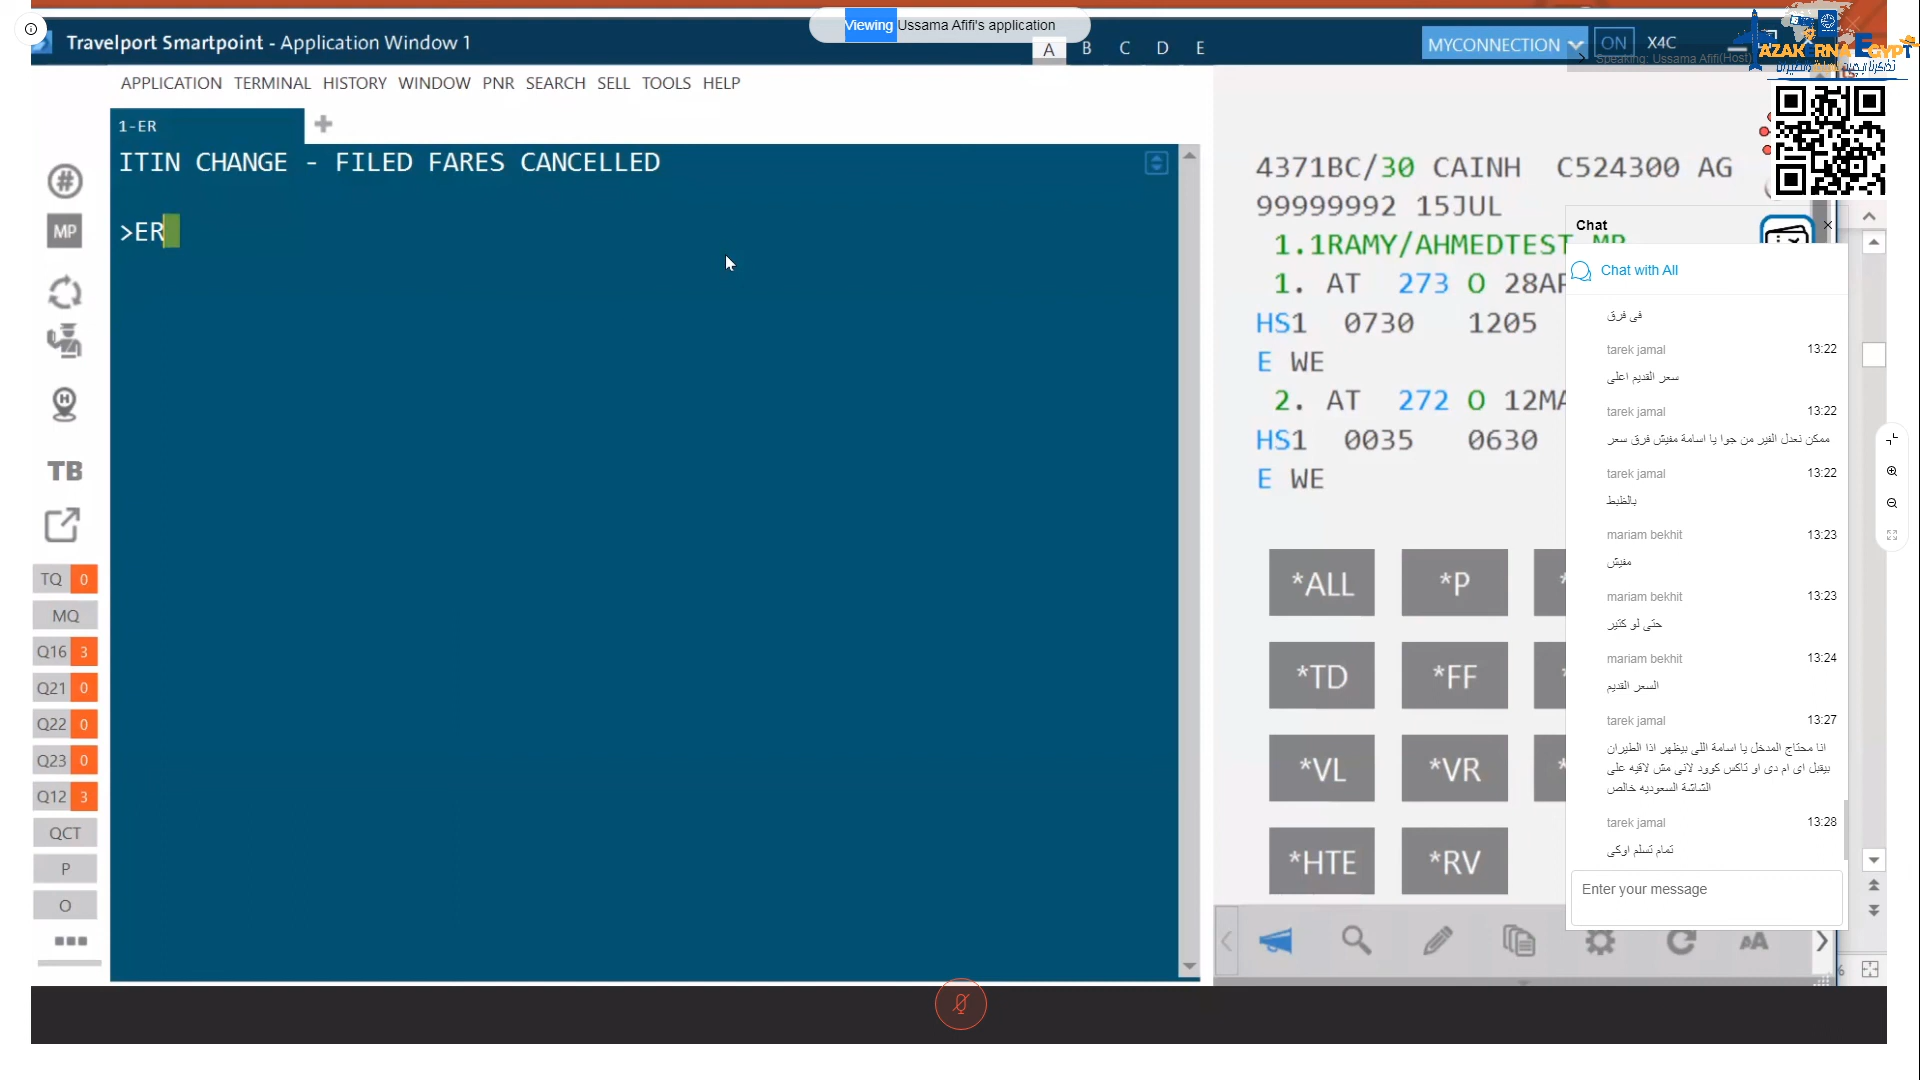 Viewing Ussama Afifi's application
Travelport Smartpoint - Application Window 1
A B C D E
MYCONNECTION ON X4C
Speaking: Ussama Afifi(Host)
AZAK RNA EGYPT
APPLICATION TERMINAL HISTORY WINDOW PNR SEARCH SELL TOOLS HELP
1-ER
ITIN CHANGE - FILED FARES CANCELLED
>ER
#
MP
H
TB
TQ 0
MQ
Q16 3
Q21 0
Q22 0
Q23 0
Q12 3
QCT
P
O
4371BC/30 CAINH C524300 AG
99999992 15JUL
1.1RAMY/AHMEDTEST MR
1. AT 273 O 28AP
HS1 0730 1205
E WE
2. AT 272 O 12MA
HS1 0035 0630
E WE
*ALL *P
*TD *FF
*VL *VR
*HTE *RV
AA
Chat
Chat with All
فى فرق
tarek jamal 13:22
سعر القديم اعلى
tarek jamal 13:22
ممكن نعدل الفير من جوا يا اسامة مفيش فرق سعر
tarek jamal 13:22
بالظبط
mariam bekhit 13:23
مفيش
mariam bekhit 13:23
حتى لو كتير
mariam bekhit 13:24
السعر القديم
tarek jamal 13:27
انا محتاج المدخل يا اسامة اللى بيظهر اذا الطيران
بيقبل اى ام دى او تاكس كوود لانى مش لاقيه على
الشاشة السعوديه خالص
tarek jamal 13:28
تمام تسلم اوكى
Enter your message